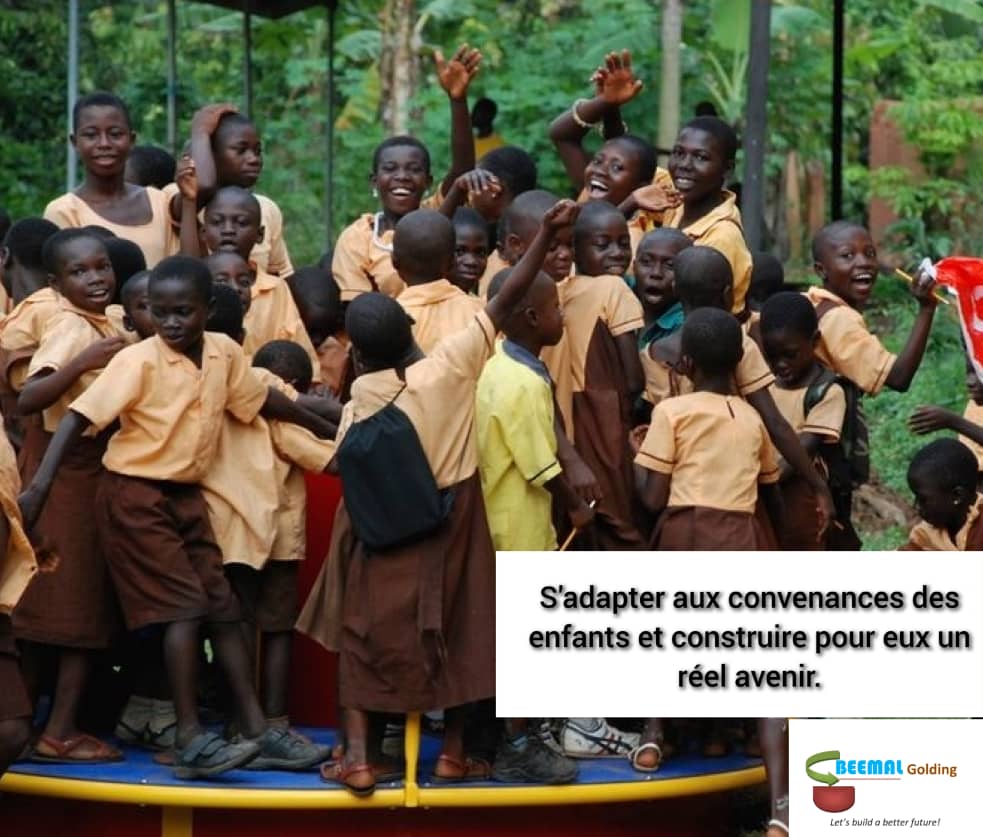 S'adapter aux convenances des
enfants et construire pour eux un
réel avenir.
BEEMAL Golding
Let's build a better future!